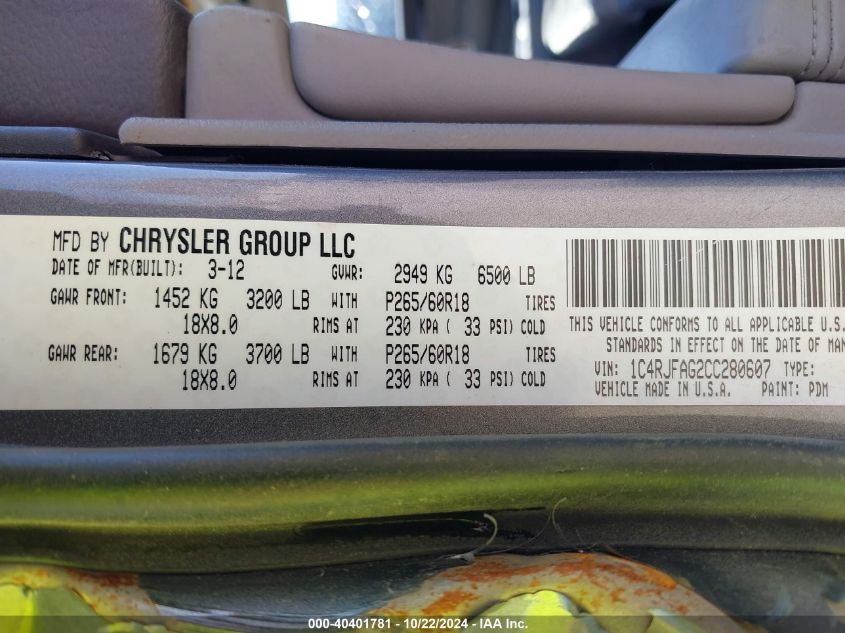 MFD BY CHRYSLER GROUP LLC
DATE OF MFR(BUILT): 3-12 GVWR: 2949 KG 6500 LB
GAWR FRONT: 1452 KG 3200 LB WITH P265/60R18 TIRES
18X8.0 RIMS AT 230 KPA ( 33 PSI) COLD
GAWR REAR: 1679 KG 3700 LB WITH P265/60R18 TIRES
18X8.0 RIMS AT 230 KPA ( 33 PSI) COLD
THIS VEHICLE CONFORMS TO ALL APPLICABLE U.S.
STANDARDS IN EFFECT ON THE DATE OF MAN
VIN: 1C4RJFAG2CC280607 TYPE:
VEHICLE MADE IN U.S.A. PAINT: PDM
000-40401781 - 10/22/2024 - IAA Inc.